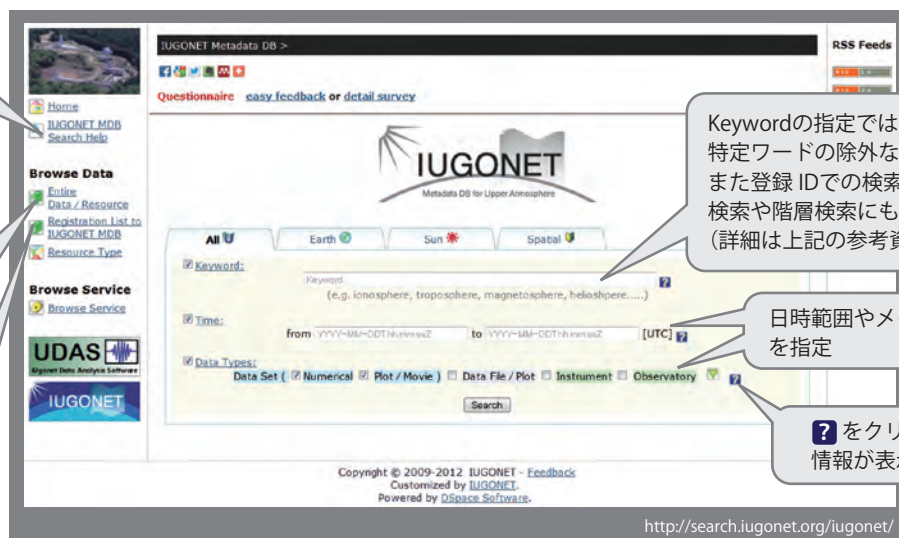 IUGONET Metadata DB >
RSS Feeds
Questionnaire easy feedback or detail survey
Home
IUGONET MDB
Search Help
Browse Data
Entire
Data / Resource
Registration List to
IUGONET MDB
Resource Type
Browse Service
Browse Service
UDAS
IUGONET
IUGONET
Metadata DB for Upper Atmosphere
All
Earth
Sun
Spatial
Keyword:
Keyword
(e.g. ionosphere, troposphere, magnetosphere, helioshpere.....)
Time:
from YYYY-MM-DDThhmmssZ to YYYY-MM-DDThhmmssZ [UTC] ?
Data Types:
Data Set ( Numerical Plot / Movie ) Data File / Plot Instrument Observatory ?
Search
Keywordの指定では
特定ワードの除外な
また登録 IDでの検索
検索や階層検索にも
(詳細は上記の参考資
日時範囲やメ
を指定
? をクリ
情報が表
Copyright © 2009-2012 IUGONET - Feedback
Customized by IUGONET.
Powered by DSpace Software.
http://search.iugonet.org/iugonet/